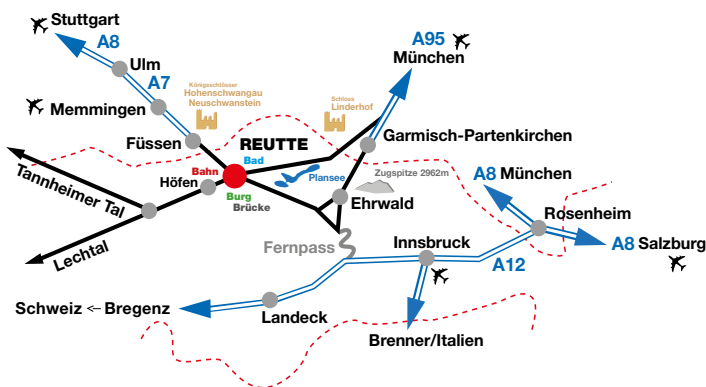 Stuttgart
A8
Ulm
A7
Memmingen
Füssen
Königsschlösser
Hohenschwangau
Neuschwanstein
Schloss
Linderhof
A95
München
Garmisch-Partenkirchen
REUTTE
Bad
Bahn
Burg
Brücke
Plansee
Zugspitze 2962m
Ehrwald
Höfen
Tannheimer Tal
Lechtal
Fernpass
A8 München
Rosenheim
A8 Salzburg
Innsbruck
A12
Schweiz ← Bregenz
Landeck
Brenner/Italien